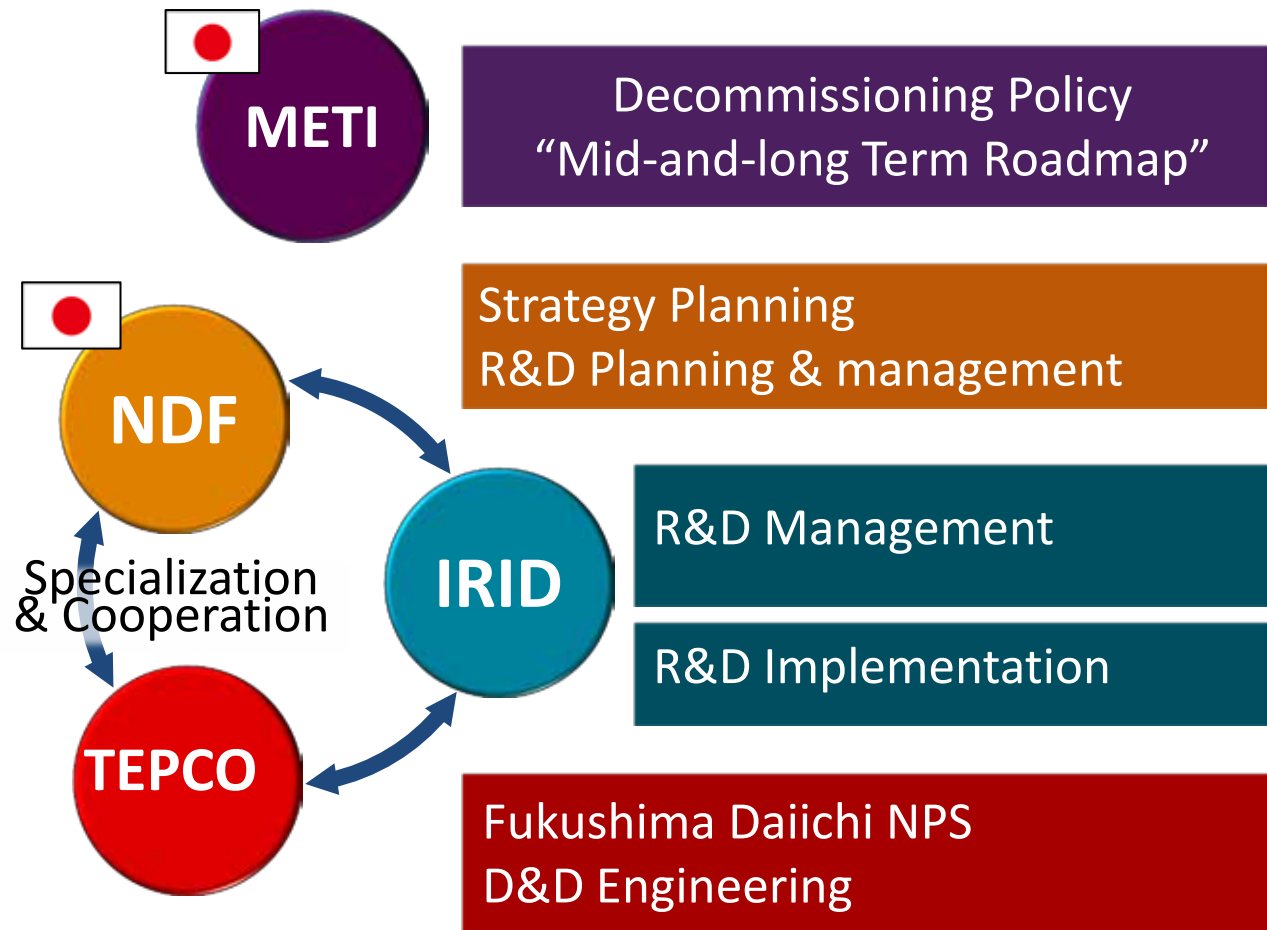 METI
Decommissioning Policy
“Mid-and-long Term Roadmap”
NDF
Strategy Planning
R&D Planning & management
IRID
R&D Management
R&D Implementation
Specialization
& Cooperation
TEPCO
Fukushima Daiichi NPS
D&D Engineering